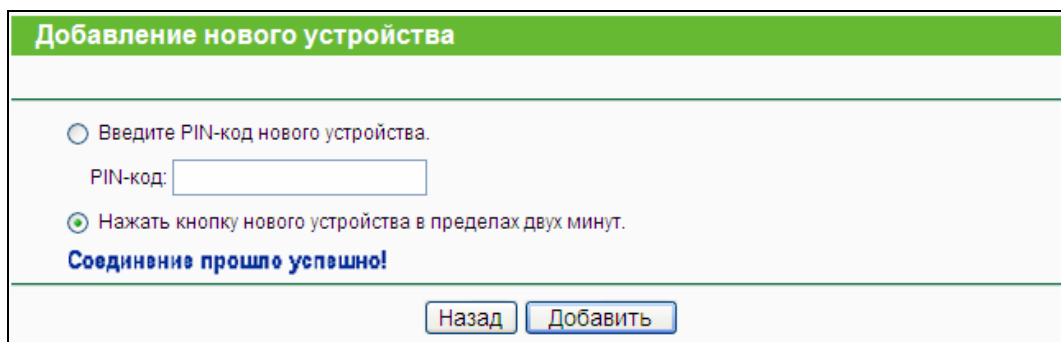 Добавление нового устройства
Введите PIN-код нового устройства.
PIN-код:
Нажать кнопку нового устройства в пределах двух минут.
Соединение прошло успешно!
Назад Добавить